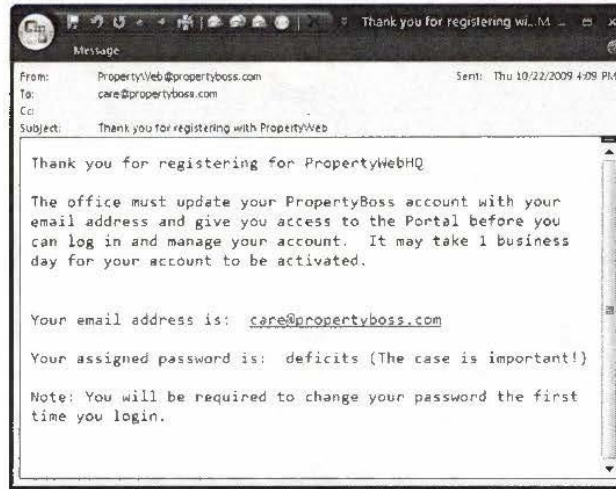 Thank you for registering wi...M
Message
From: PropertyWeb@propertyboss.com Sent: Thu 10/22/2009 4:09 PM
To: care@propertyboss.com
Cc:
Subject: Thank you for registering with PropertyWeb
Thank you for registering for PropertyWebHQ
The office must update your PropertyBoss account with your
email address and give you access to the Portal before you
can log in and manage your account. It may take 1 business
day for your account to be activated.
Your email address is: care@propertyboss.com
Your assigned password is: deficits (The case is important!)
Note: You will be required to change your password the first
time you login.